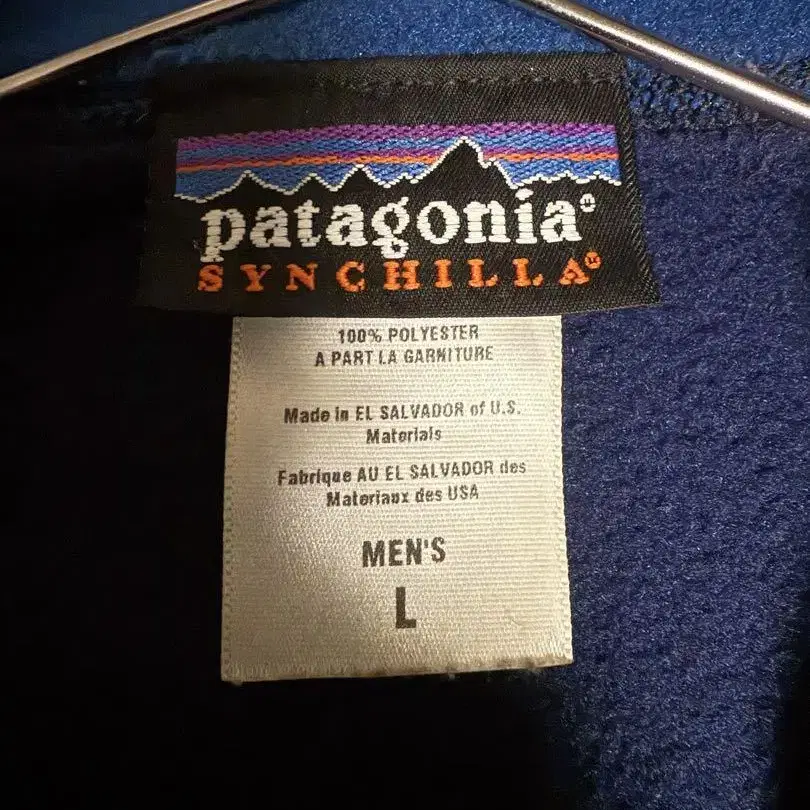 patagonia®
SYNCHILLA®
100% POLYESTER
A PART LA GARNITURE
Made in EL SALVADOR of U.S.
Materials
Fabrique AU EL SALVADOR des
Materiaux des USA
MEN'S
L